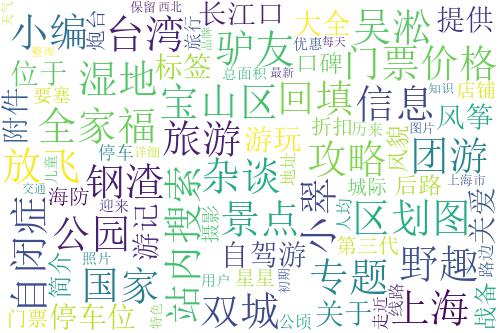 天气
小编
炮台
台湾
保留
西北
旅行
长江口
品牌
驴友
大全
优惠
每天
吴淞
提供
整理
位于
湿地
标签
总面积
口碑
最新
门票价格
附件
要塞
全家福
宝山区
回填
信息
知识
店铺
风筝
放飞
儿童
停车
详细
旅游
游玩
地址
折扣
历来
攻略
风貌
图片
团游
自闭症
交通
海防
钢渣
迎来
游记
站内搜索
杂谈
摄影
景点
城际
小翠
人均
后路
区划图
上海市
关爱
简介
公园
照片
国家
自驾游
用户
星星
初期
第三代
专题
走近
线路
野趣
路边
战备
门票
停车位
特色
双城
公顷
关于
上海